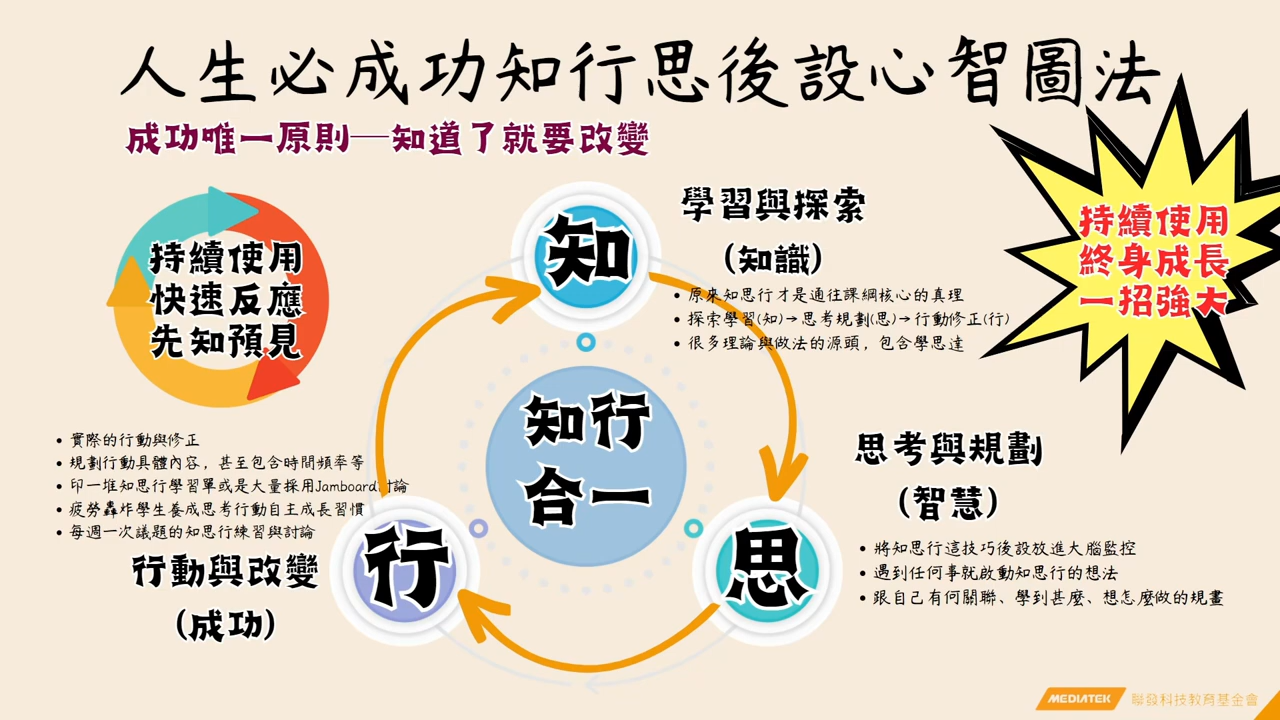 人生必成功知行思後設心智圖法
成功唯一原則─知道了就要改變
持續使用
快速反應
先知預見
知
學習與探索
(知識)
• 原來知思行才是通往課綱核心的真理
• 探索學習(知)→思考規劃(思)→行動修正(行)
• 很多理論與做法的源頭，包含學思達
持續使用
終身成長
一招強大
知行
合一
• 實際的行動與修正
• 規劃行動具體內容，甚至包含時間頻率等
• 印一堆知思行學習單或是大量採用Jamboard討論
• 疲勞轟炸學生養成思考行動自主成長習慣
• 每週一次議題的知思行練習與討論
行動與改變
(成功)
行
思
思考與規劃
(智慧)
• 將知思行這技巧後設放進大腦監控
• 遇到任何事就啟動知思行的想法
• 跟自己有何關聯、學到甚麼、想怎麼做的規畫
MEDIATEK 聯發科技教育基金會